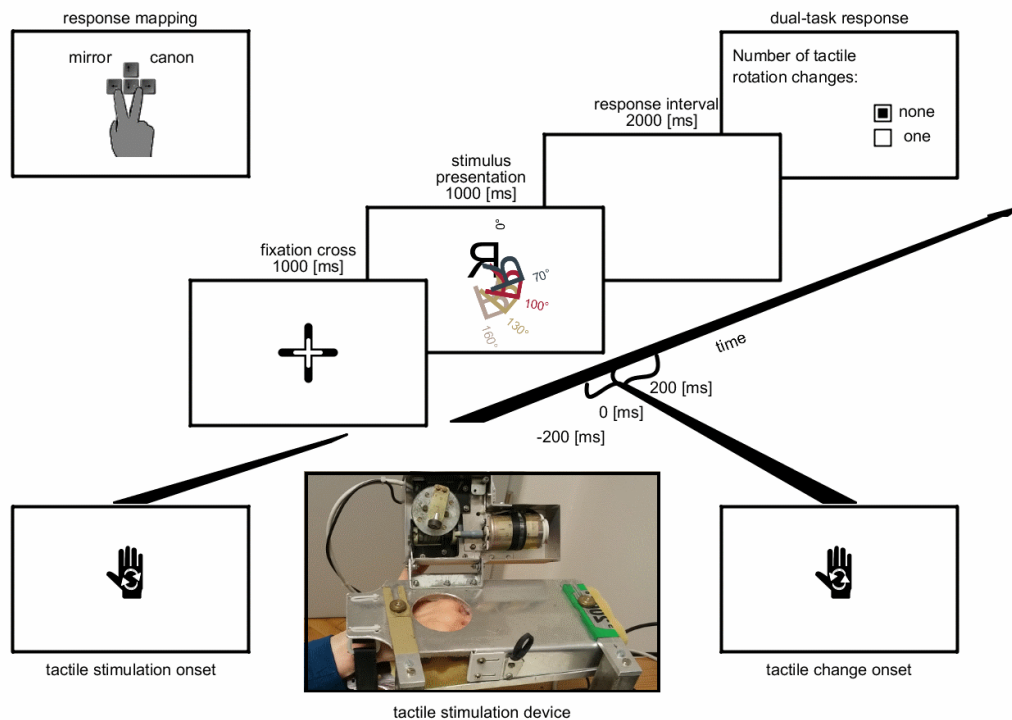 response mapping
mirror canon
dual-task response
Number of tactile
rotation changes:
none
one
response interval
2000 [ms]
stimulus
presentation
1000 [ms]
0°
R
70°
100°
130°
160°
fixation cross
1000 [ms]
time
200 [ms]
0 [ms]
-200 [ms]
tactile stimulation onset
tactile change onset
tactile stimulation device